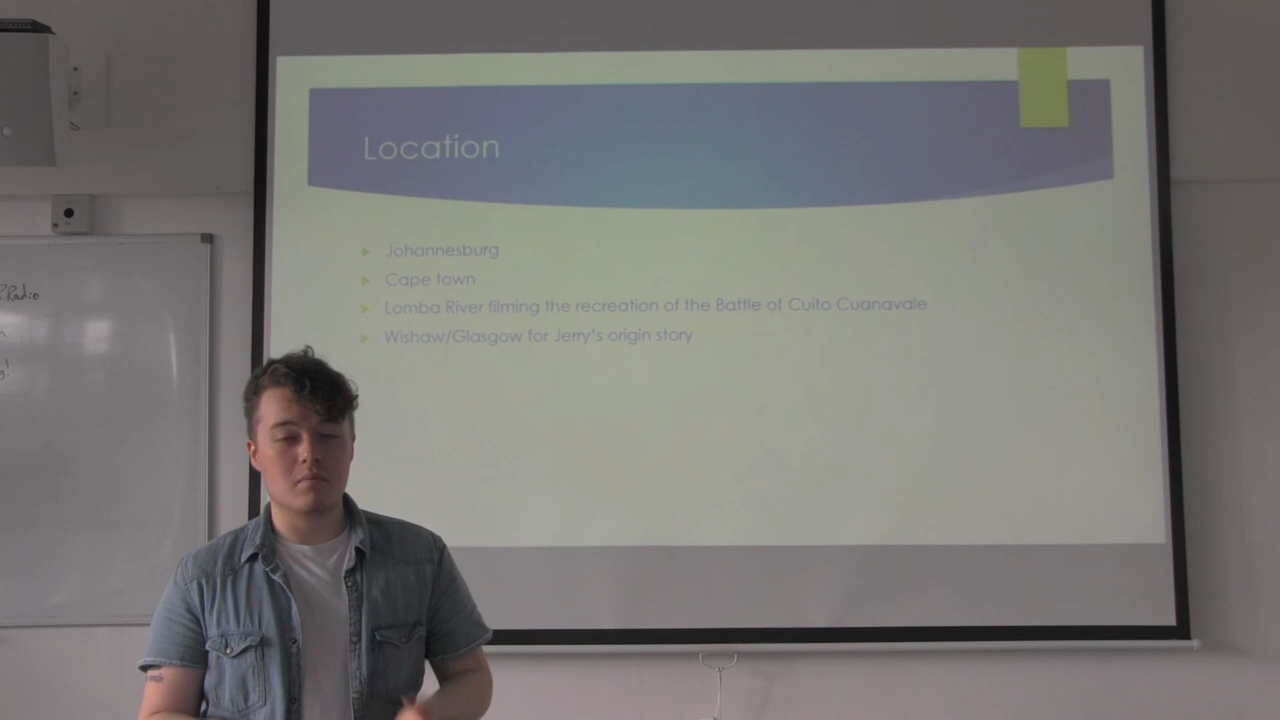 Location
Johannesburg
Cape town
Lomba River filming the recreation of the Battle of Cuito Cuanavale
Wishaw/Glasgow for Jerry's origin story
Radio